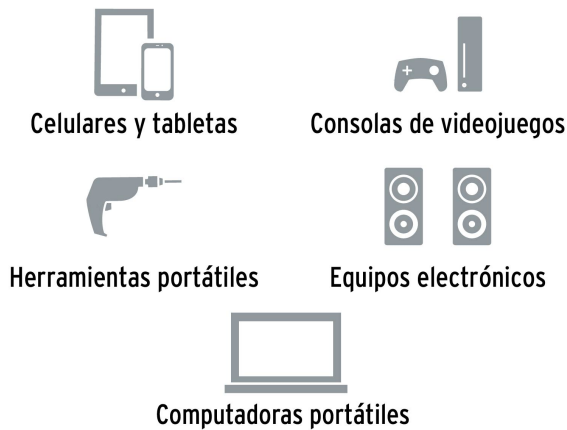 Celulares y tabletas
Consolas de videojuegos
Herramientas portátiles
Equipos electrónicos
Computadoras portátiles